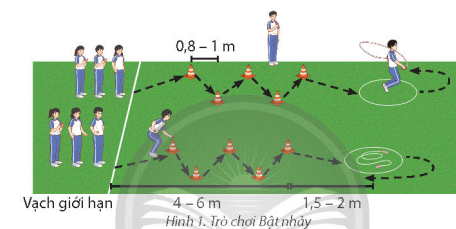 0,8 – 1 m
Vạch giới hạn
4 – 6 m
1,5 – 2 m
Hình 1. Trò chơi Bật nhảy